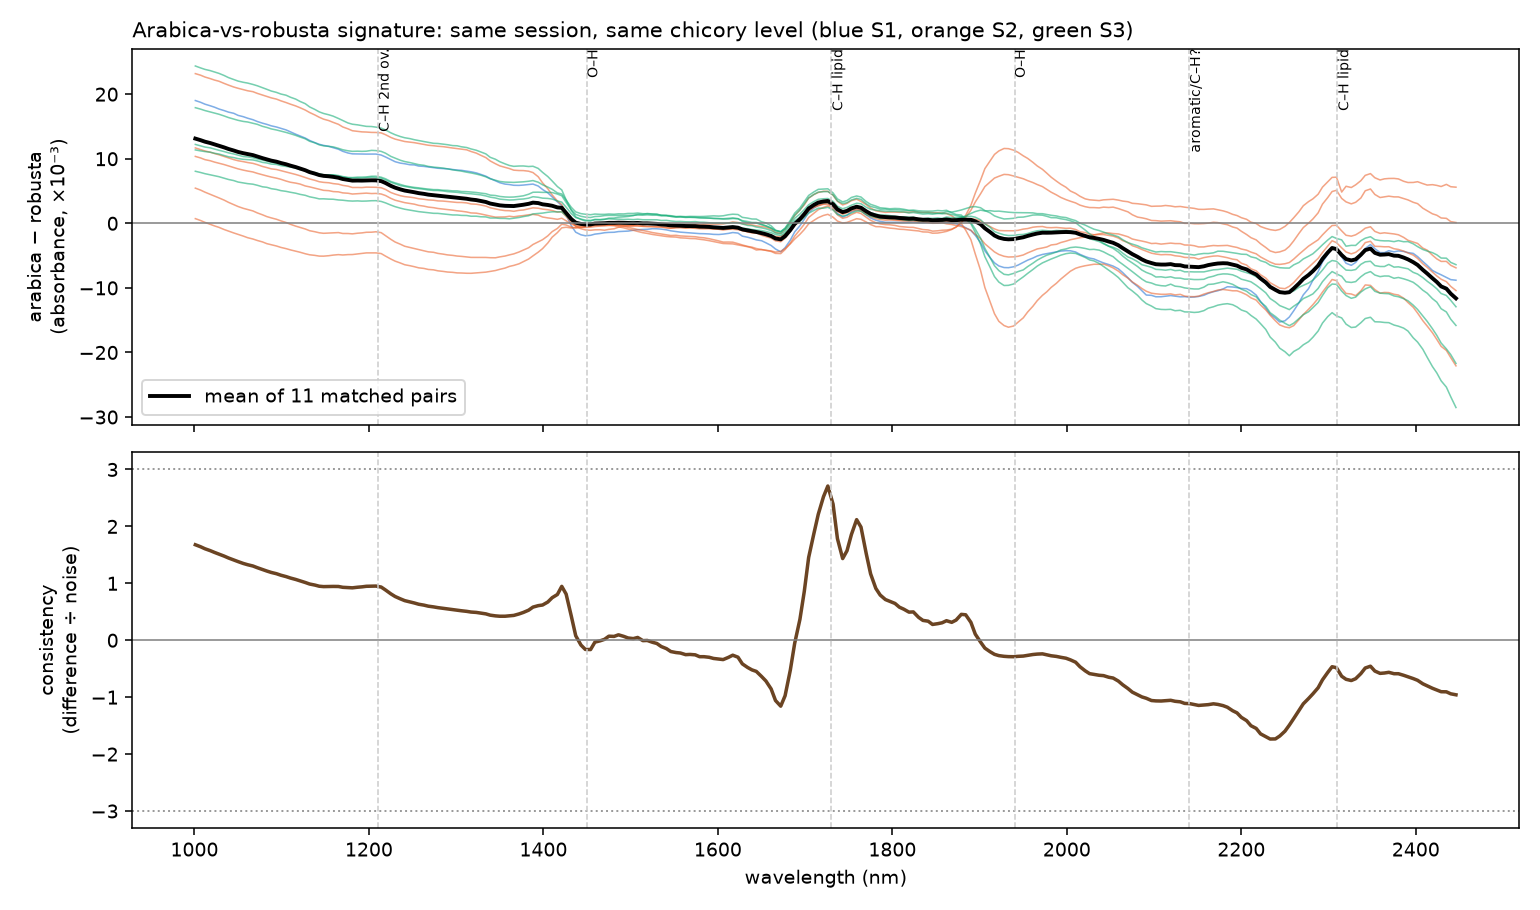 Arabica-vs-robusta signature: same session, same chicory level (blue S1, orange S2, green S3)
C–H 2nd ov.
O–H
C–H lipid
O–H
aromatic/C–H?
C–H lipid
arabica − robusta
(absorbance, ×10⁻³)
20
10
0
−10
−20
−30
mean of 11 matched pairs
consistency
(difference ÷ noise)
3
2
1
0
−1
−2
−3
1000
1200
1400
1600
1800
2000
2200
2400
wavelength (nm)